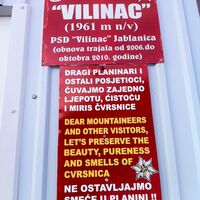 "VILINAC"
(1961 m n/v)
PSD "Vilinac" Jablanica
(obnova trajala od 2006.do
oktobra 2010. godine)
DRAGI PLANINARI I
OSTALI POSJETIOCI,
ČUVAJMO ZAJEDNO
LJEPOTU, ČISTOĆU
I MIRIS ČVRSNICE
DEAR MOUNTAINEERS
AND OTHER VISITORS,
LET'S PRESERVE THE
BEAUTY, PURENESS
AND SMELLS OF
CVRSNICA
NE OSTAVLJAJMO
SMEĆE U PLANINI !!